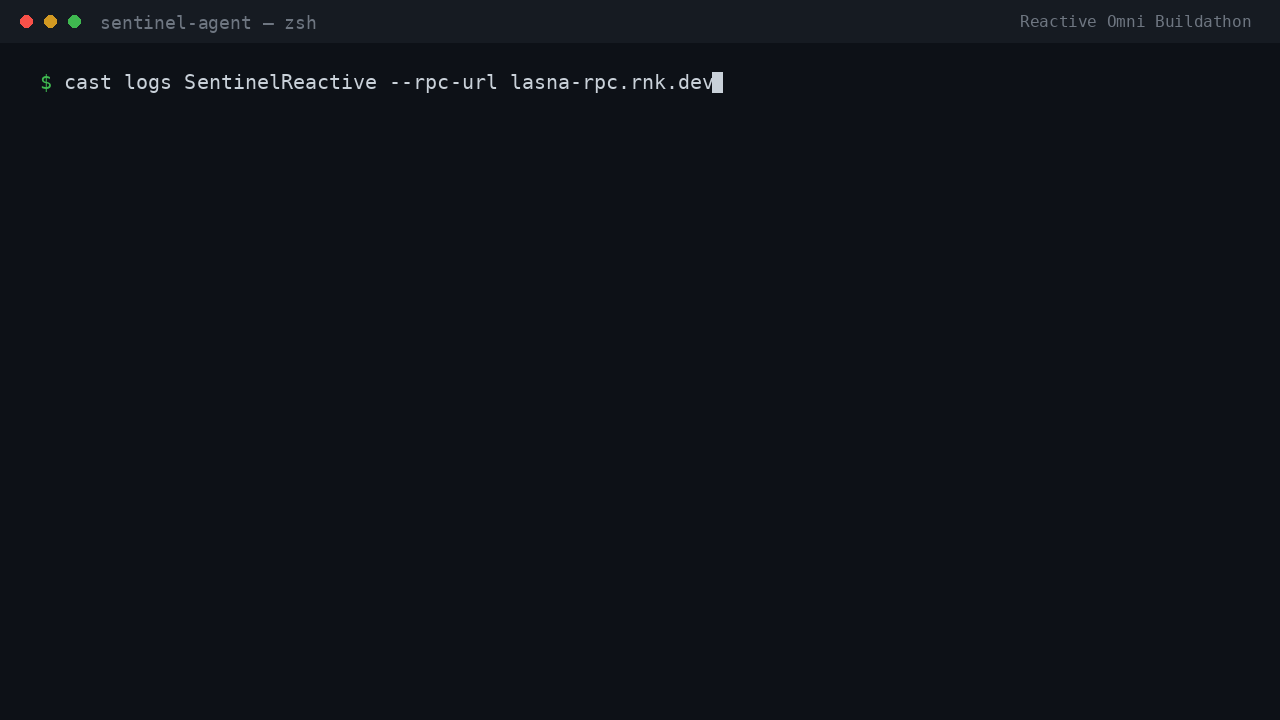 sentinel-agent — zsh
Reactive Omni Buildathon
$ cast logs SentinelReactive --rpc-url lasna-rpc.rnk.dev